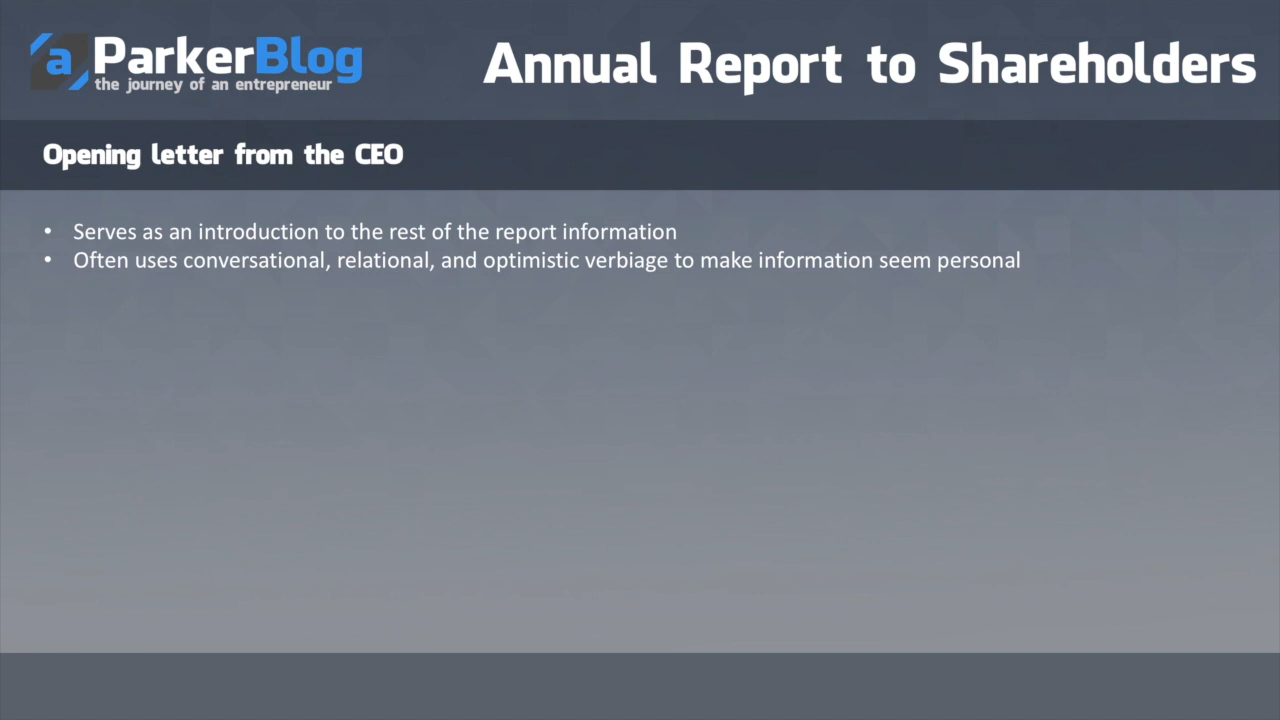 a ParkerBlog
the journey of an entrepreneur
Annual Report to Shareholders
Opening letter from the CEO
• Serves as an introduction to the rest of the report information
• Often uses conversational, relational, and optimistic verbiage to make information seem personal